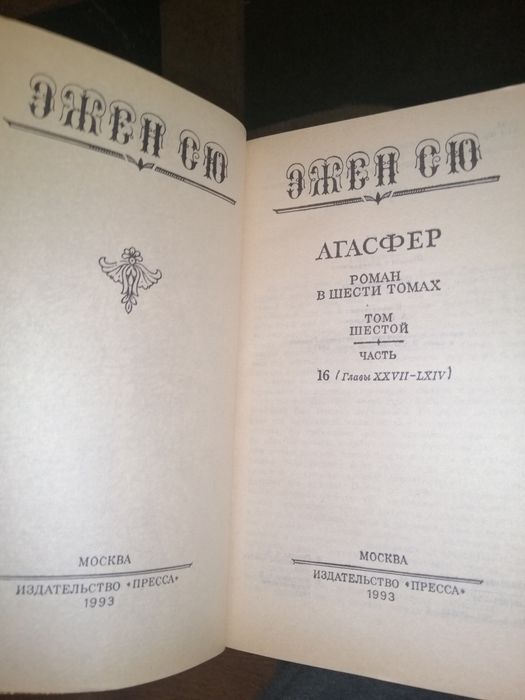 ЭЖЕН СЮ
МОСКВА
ИЗДАТЕЛЬСТВО «ПРЕССА»
1993
ЭЖЕН СЮ
АГАСФЕР
РОМАН
В ШЕСТИ ТОМАХ
ТОМ
ШЕСТОЙ
ЧАСТЬ
16 (Главы XXVII–LXIV)
МОСКВА
ИЗДАТЕЛЬСТВО «ПРЕССА»
1993